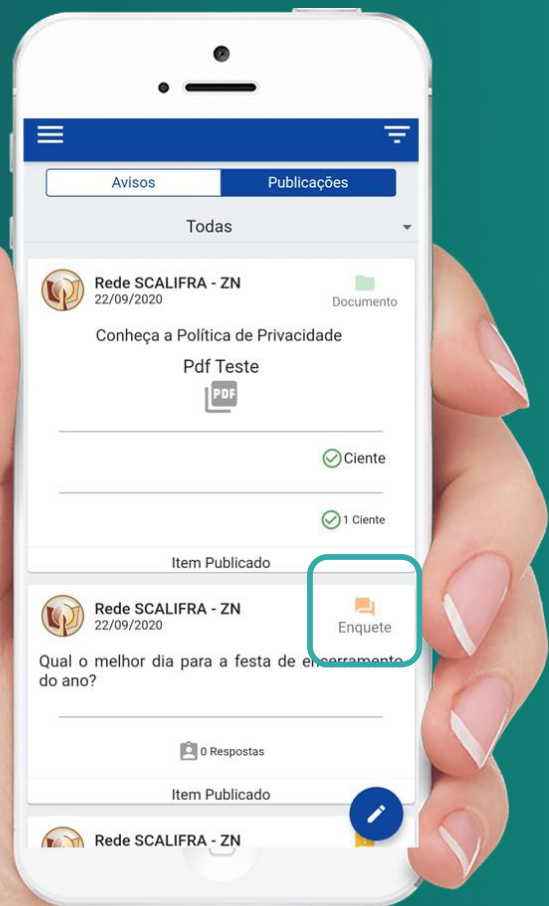 Avisos
Publicações
Todas
Rede SCALIFRA - ZN
22/09/2020
Documento
Conheça a Política de Privacidade
Pdf Teste
PDF
Ciente
1 Ciente
Item Publicado
Rede SCALIFRA - ZN
22/09/2020
Enquete
Qual o melhor dia para a festa de encerramento
do ano?
0 Respostas
Item Publicado
Rede SCALIFRA - ZN